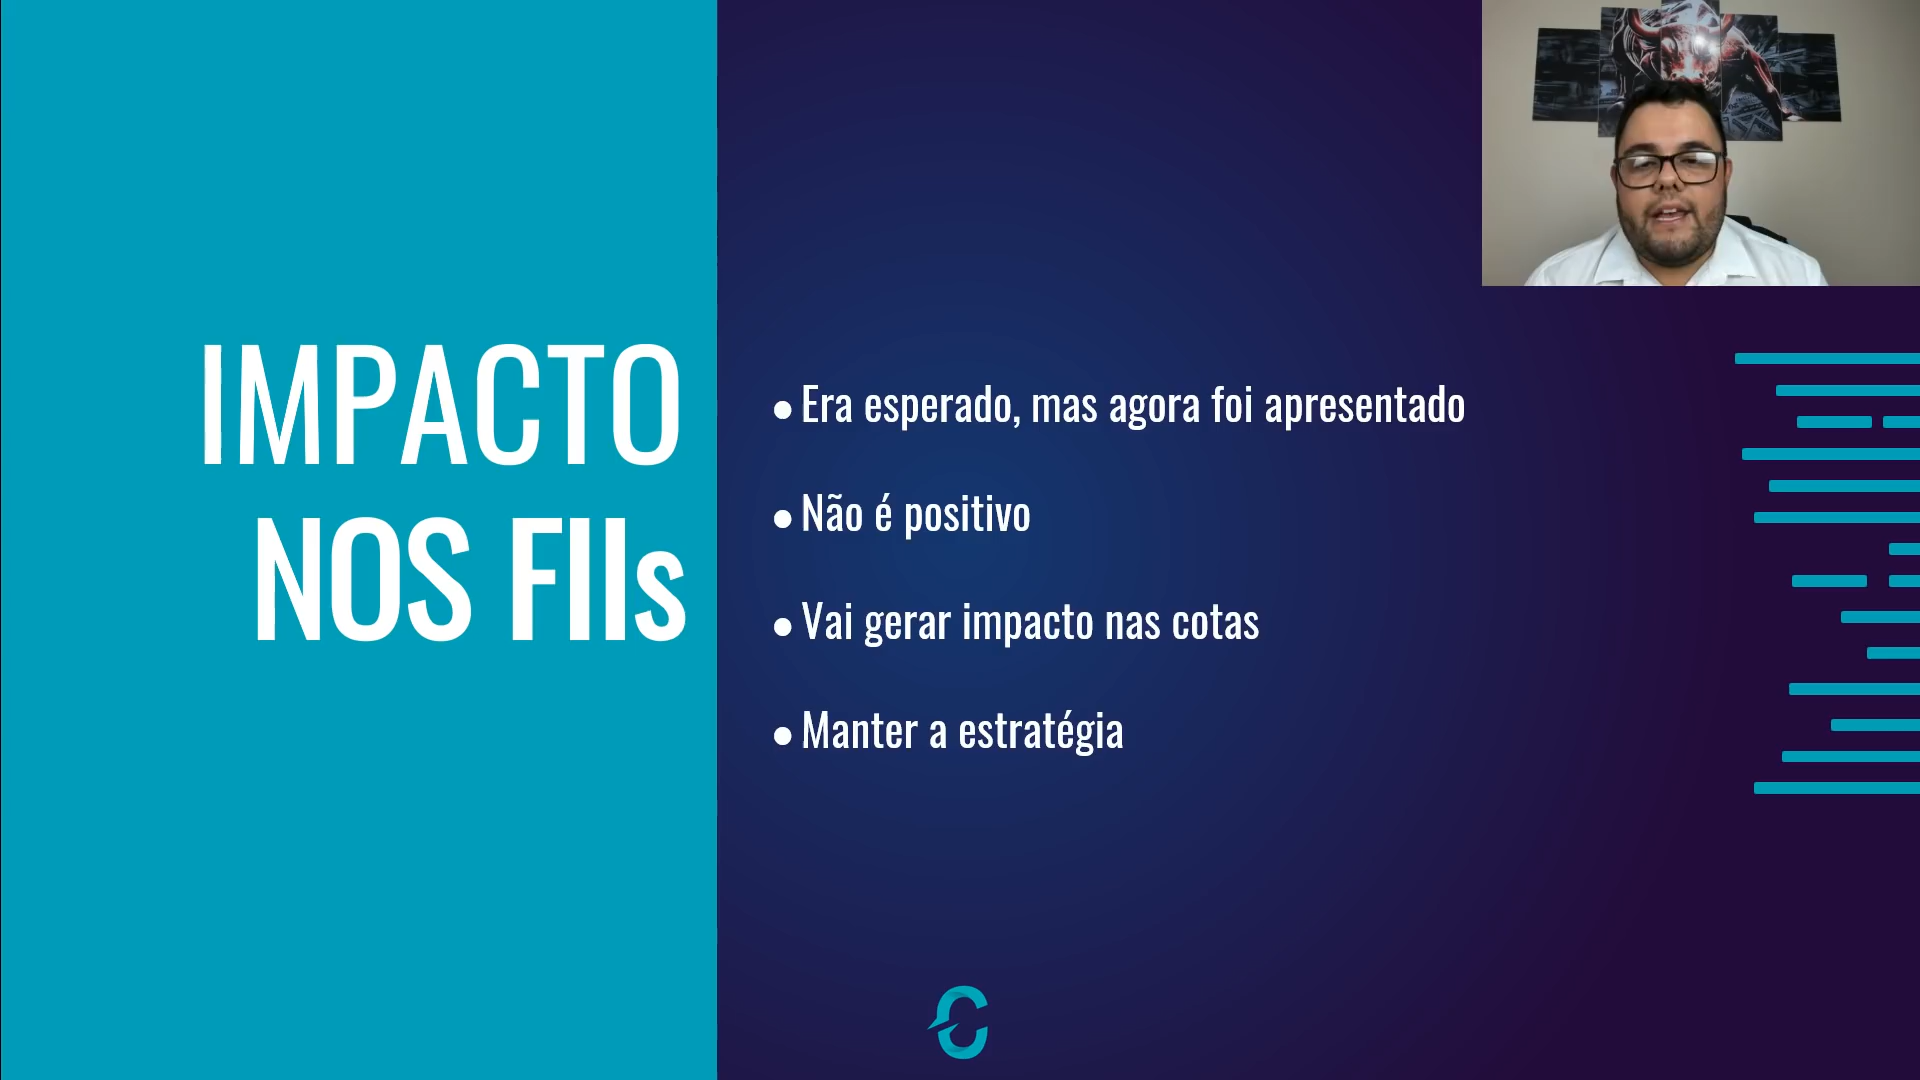 IMPACTO
NOS FIIs
• Era esperado, mas agora foi apresentado
• Não é positivo
• Vai gerar impacto nas cotas
• Manter a estratégia